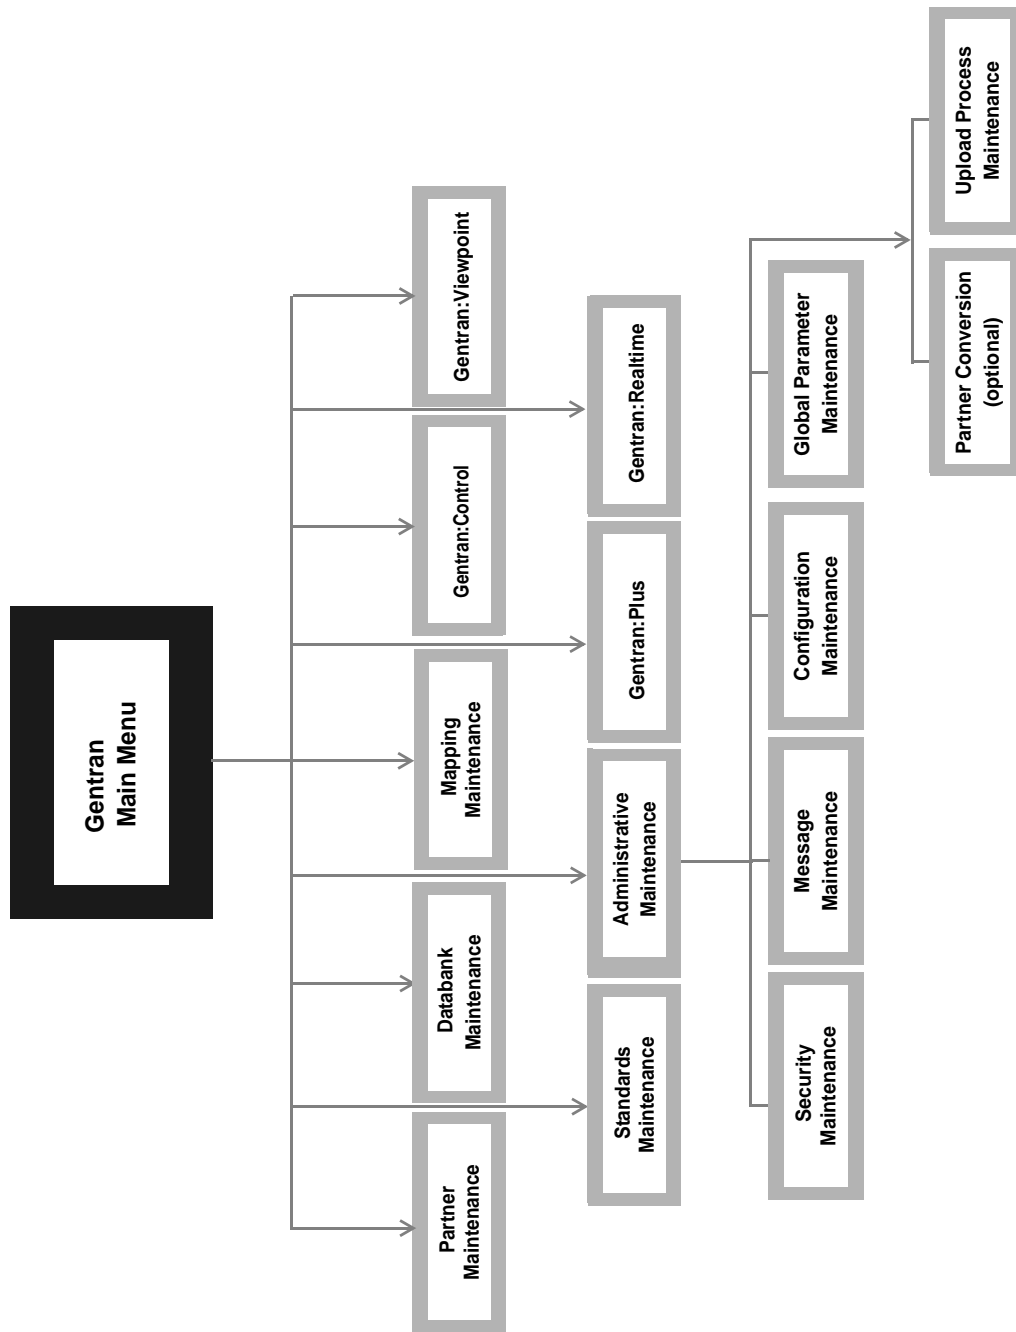 Gentran
Main Menu
Partner
Maintenance
Databank
Maintenance
Mapping
Maintenance
Gentran:Control
Gentran:Viewpoint
Standards
Maintenance
Administrative
Maintenance
Gentran:Plus
Gentran:Realtime
Security
Maintenance
Message
Maintenance
Configuration
Maintenance
Global Parameter
Maintenance
Partner Conversion
(optional)
Upload Process
Maintenance